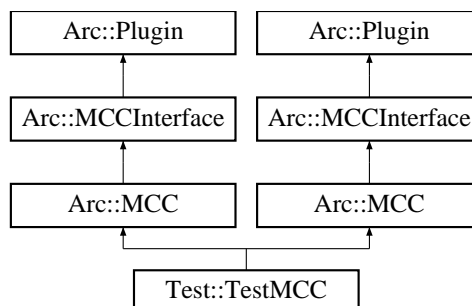 Arc::Plugin Arc::Plugin
Arc::MCCInterface Arc::MCCInterface
Arc::MCC Arc::MCC
Test::TestMCC